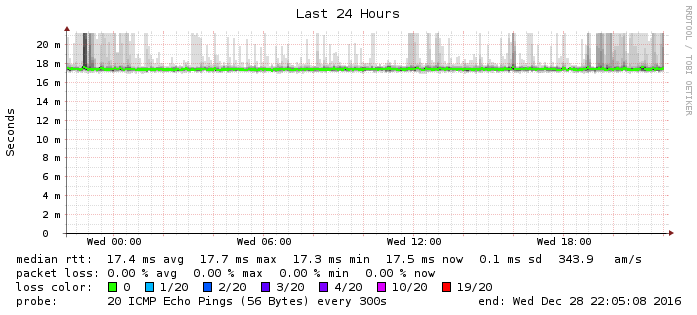 Last 24 Hours
RRDTOOL / TOBI OETIKER
Seconds
20 m
18 m
16 m
14 m
12 m
10 m
8 m
6 m
4 m
2 m
0
Wed 00:00 Wed 06:00 Wed 12:00 Wed 18:00
median rtt: 17.4 ms avg 17.7 ms max 17.3 ms min 17.5 ms now 0.1 ms sd 343.9 am/s
packet loss: 0.00 % avg 0.00 % max 0.00 % min 0.00 % now
loss color: 0 1/20 2/20 3/20 4/20 10/20 19/20
probe: 20 ICMP Echo Pings (56 Bytes) every 300s end: Wed Dec 28 22:05:08 2016